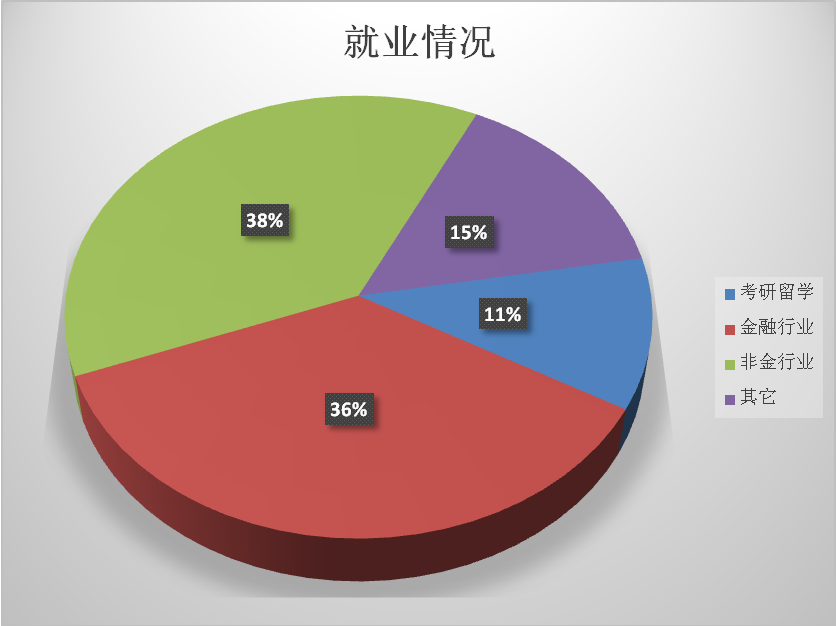 就业情况
38%
15%
11%
36%
考研留学
金融行业
非金行业
其它